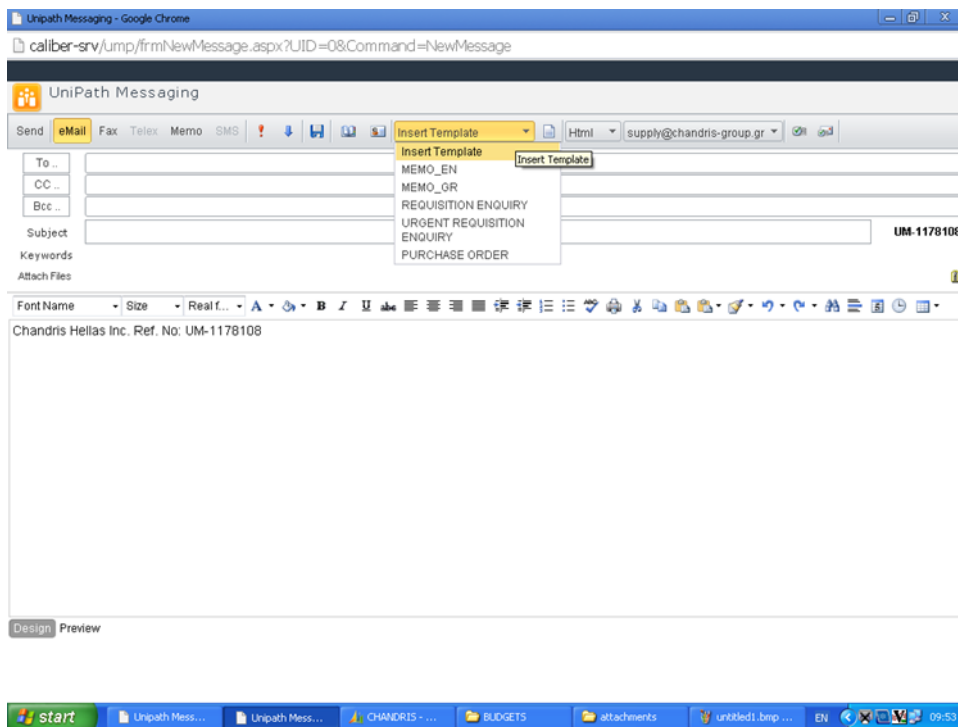 Unipath Messaging - Google Chrome
caliber-srv/ump/frmNewMessage.aspx?UID=0&Command=NewMessage
UniPath Messaging
Send eMail Fax Telex Memo SMS Insert Template Html supply@chandris-group.gr
Insert Template
Insert Template
MEMO_EN
MEMO_GR
REQUISITION ENQUIRY
URGENT REQUISITION
ENQUIRY
PURCHASE ORDER
To ..
CC ..
Bcc ..
Subject UM-1178108
Keywords
Attach Files
Font Name Size Real f... A B I U abc
Chandris Hellas Inc. Ref. No: UM-1178108
Design Preview
start Unipath Mess... Unipath Mess... CHANDRIS - ... BUDGETS attachments untitled1.bmp ... EN 09:53